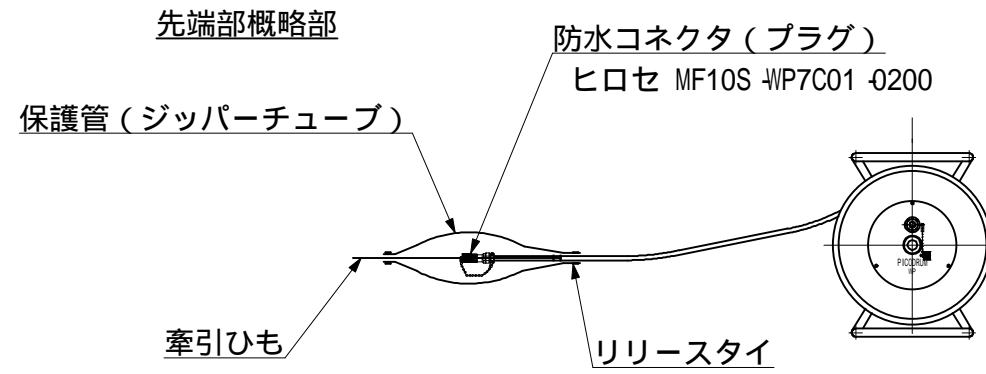 先端部概略部
防水コネクタ（プラグ）
ヒロセ MF10S -WP7C01 -0200
保護管（ジッパーチューブ）
PICODRUM
WP
牽引ひも
リリースタイ